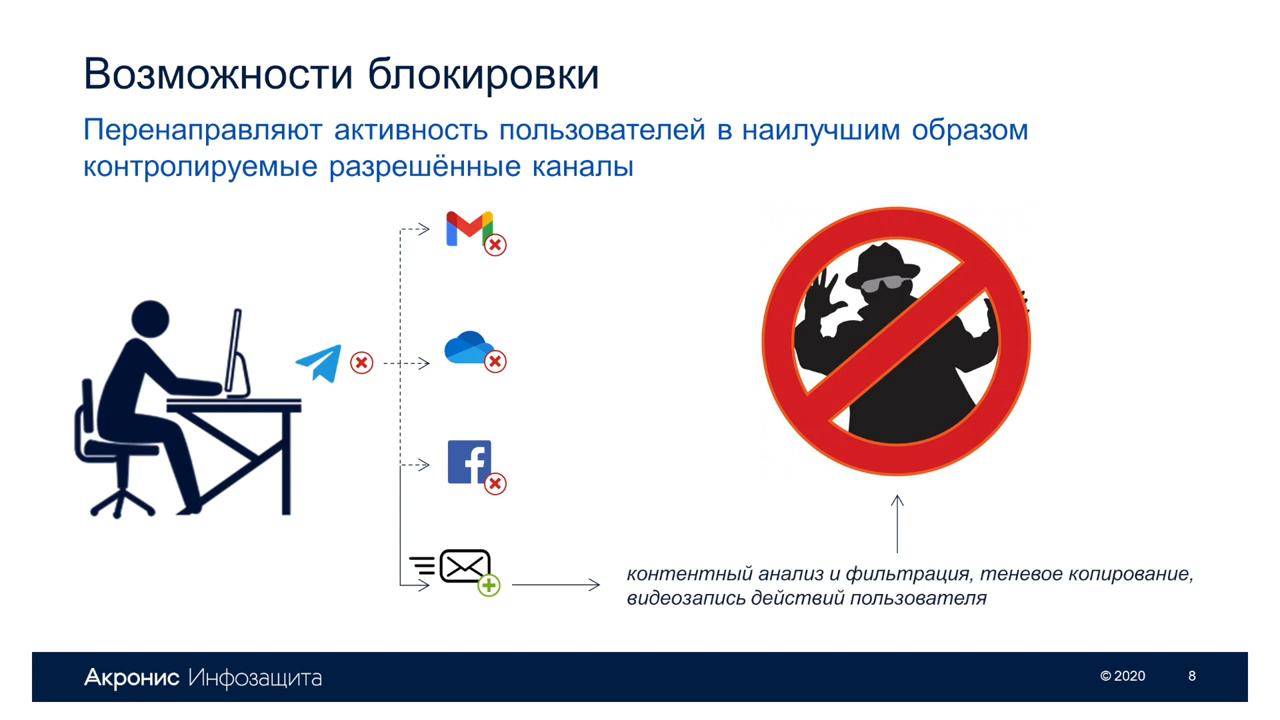 Возможности блокировки
Перенаправляют активность пользователей в наилучшим образом
контролируемые разрешённые каналы
контентный анализ и фильтрация, теневое копирование,
видеозапись действий пользователя
Акронис Инфозащита
© 2020
8